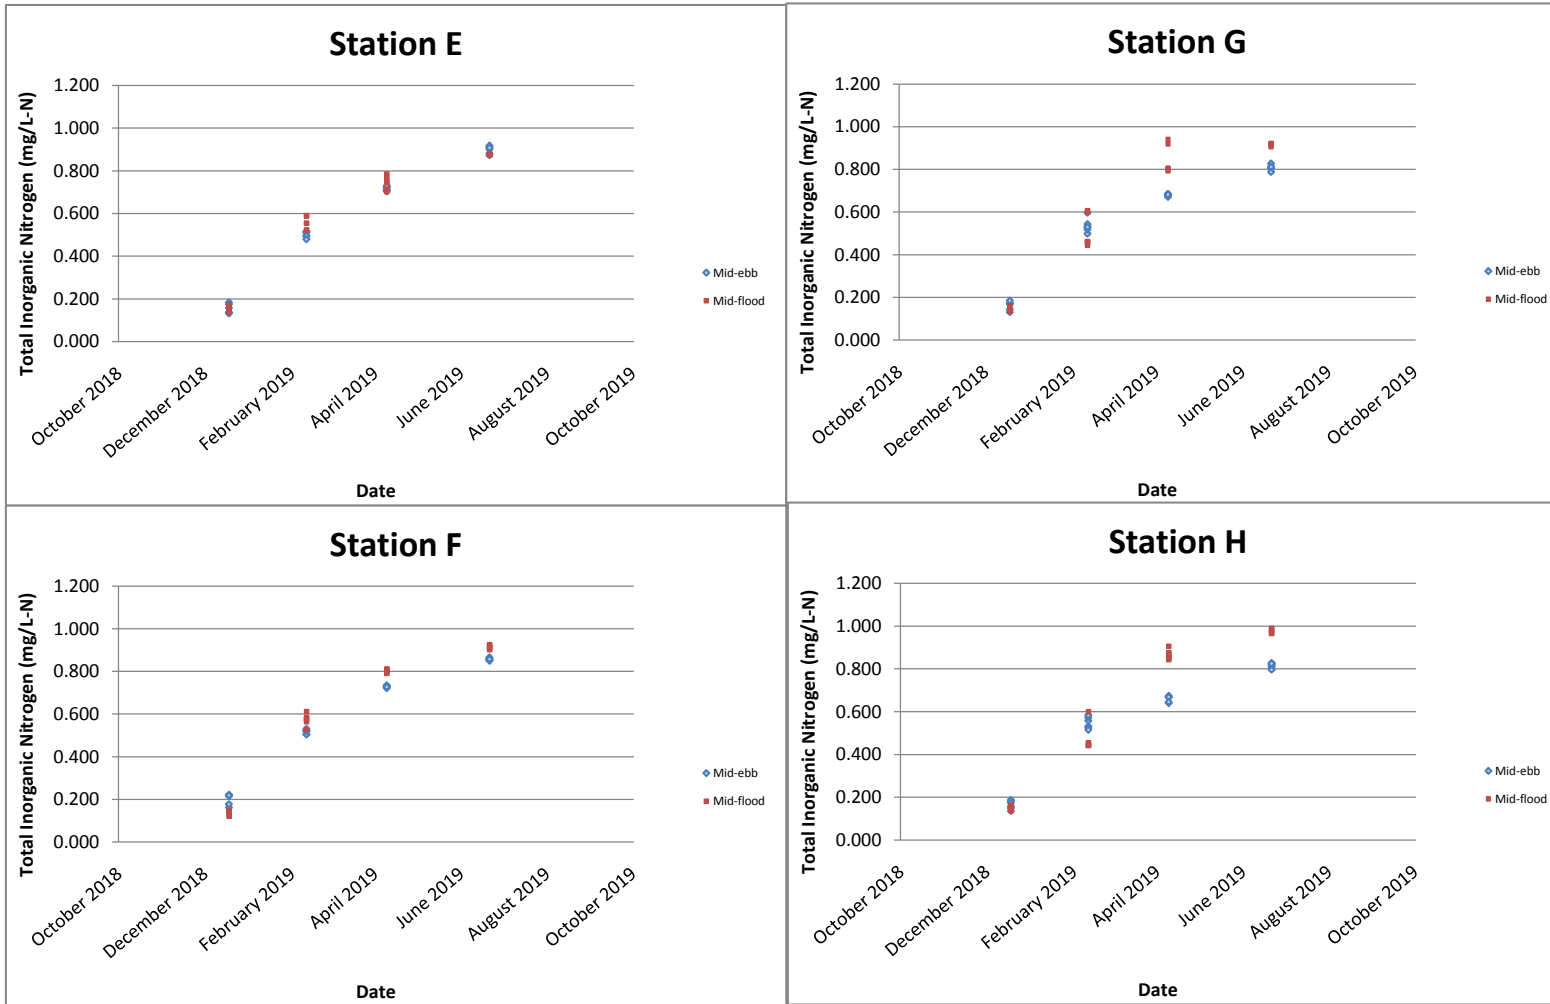 Station E
Total Inorganic Nitrogen (mg/L-N)
1.200
1.000
0.800
0.600
0.400
0.200
0.000
October 2018
December 2018
February 2019
April 2019
June 2019
August 2019
October 2019
Date
Mid-ebb
Mid-flood
Station G
Total Inorganic Nitrogen (mg/L-N)
1.200
1.000
0.800
0.600
0.400
0.200
0.000
October 2018
December 2018
February 2019
April 2019
June 2019
August 2019
October 2019
Date
Mid-ebb
Mid-flood
Station F
Total Inorganic Nitrogen (mg/L-N)
1.200
1.000
0.800
0.600
0.400
0.200
0.000
October 2018
December 2018
February 2019
April 2019
June 2019
August 2019
October 2019
Date
Mid-ebb
Mid-flood
Station H
Total Inorganic Nitrogen (mg/L-N)
1.200
1.000
0.800
0.600
0.400
0.200
0.000
October 2018
December 2018
February 2019
April 2019
June 2019
August 2019
October 2019
Date
Mid-ebb
Mid-flood